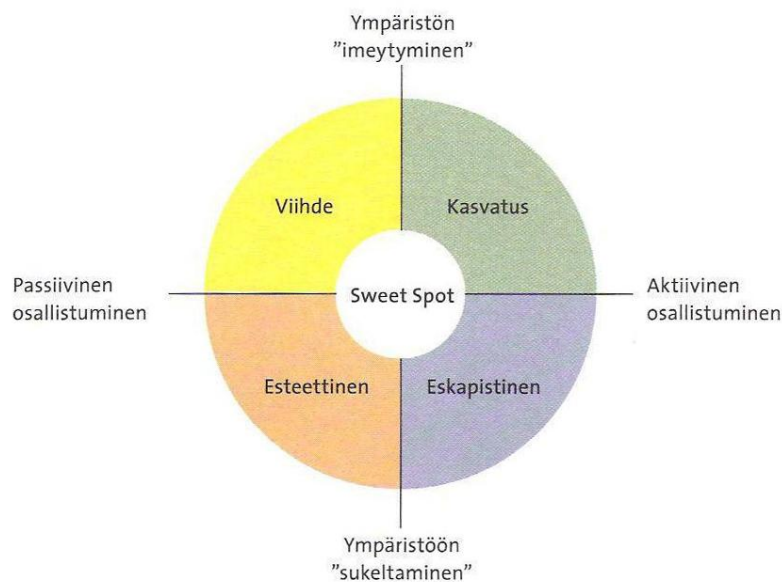 Ympäristön
”imeytyminen”
Viihde
Kasvatus
Passiivinen
osallistuminen
Sweet Spot
Aktiivinen
osallistuminen
Esteettinen
Eskapistinen
Ympäristöön
”sukeltaminen”